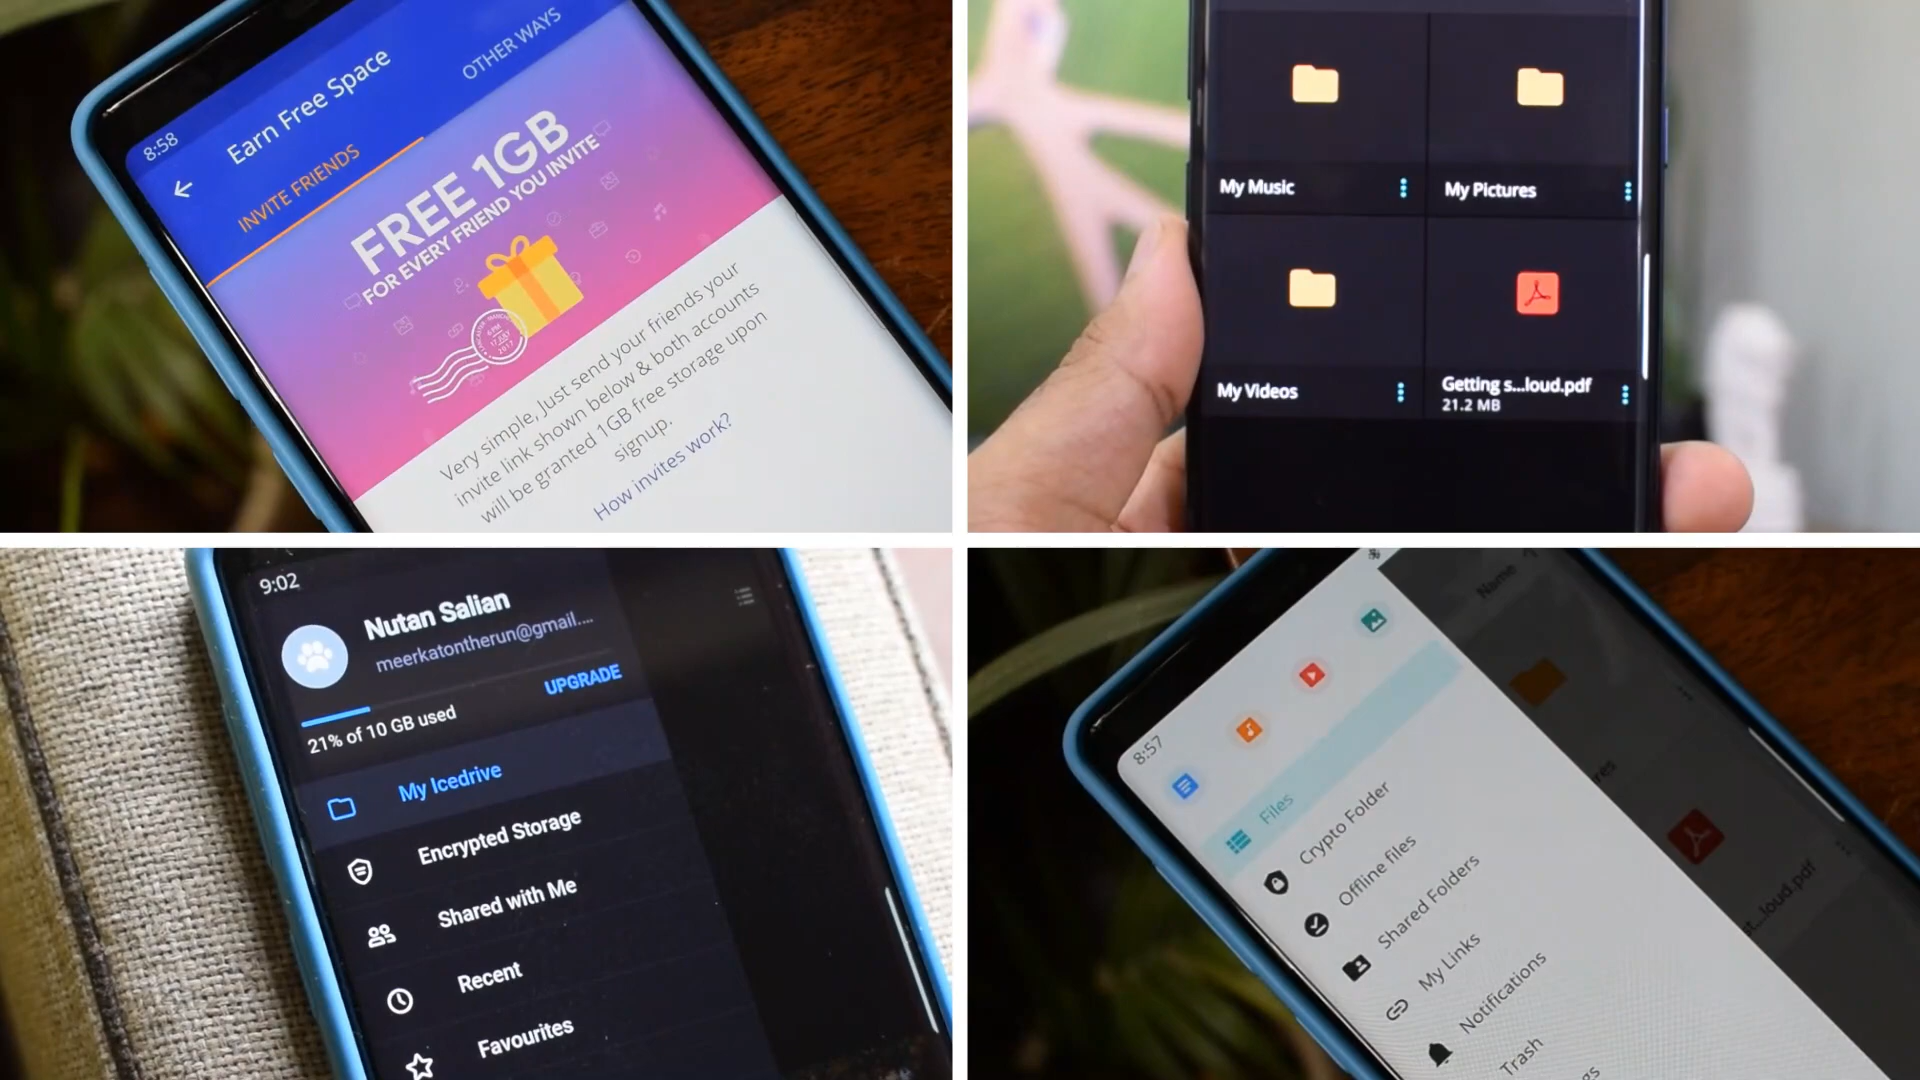 8:58
Earn Free Space
INVITE FRIENDS
OTHER WAYS
FREE 1GB
FOR EVERY FRIEND YOU INVITE
Very simple, Just send your friends your
invite link shown below & both accounts
will be granted 1GB free storage upon
signup.
How invites work?
My Music
My Pictures
My Videos
Getting s...loud.pdf
21.2 MB
9:02
Nutan Salian
meerkatontherun@gmail....
UPGRADE
21% of 10 GB used
My Icedrive
Encrypted Storage
Shared with Me
Recent
Favourites
8:57
Files
Crypto Folder
Offline files
Shared Folders
My Links
Notifications
Trash
Name
...loud.pdf